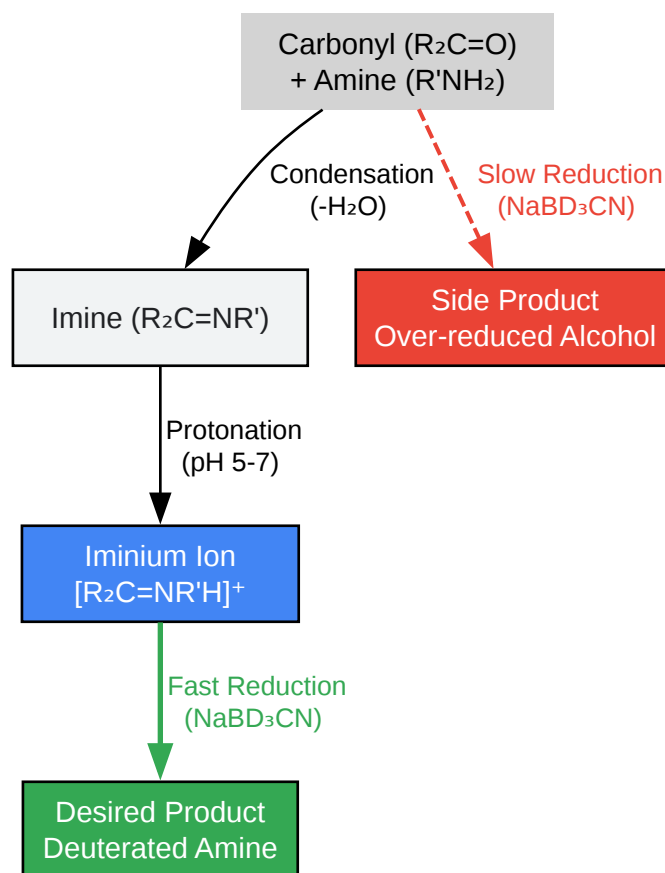 Carbonyl (R₂C=O)
+ Amine (R'NH₂)
Condensation
(-H₂O)
Slow Reduction
(NaBD₃CN)
Imine (R₂C=NR')
Side Product
Over-reduced Alcohol
Protonation
(pH 5-7)
Iminium Ion
[R₂C=NR'H]⁺
Fast Reduction
(NaBD₃CN)
Desired Product
Deuterated Amine